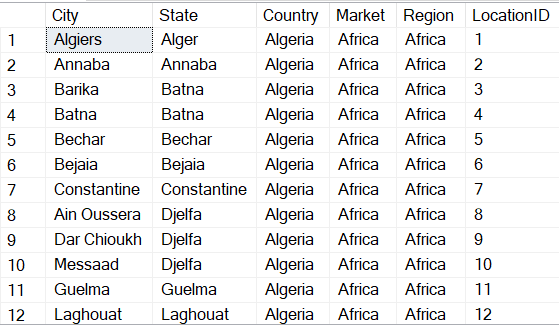 City State Country Market Region LocationID
1 Algiers Alger Algeria Africa Africa 1
2 Annaba Annaba Algeria Africa Africa 2
3 Barika Batna Algeria Africa Africa 3
4 Batna Batna Algeria Africa Africa 4
5 Bechar Bechar Algeria Africa Africa 5
6 Bejaia Bejaia Algeria Africa Africa 6
7 Constantine Constantine Algeria Africa Africa 7
8 Ain Oussera Djelfa Algeria Africa Africa 8
9 Dar Chioukh Djelfa Algeria Africa Africa 9
10 Messaad Djelfa Algeria Africa Africa 10
11 Guelma Guelma Algeria Africa Africa 11
12 Laghouat Laghouat Algeria Africa Africa 12